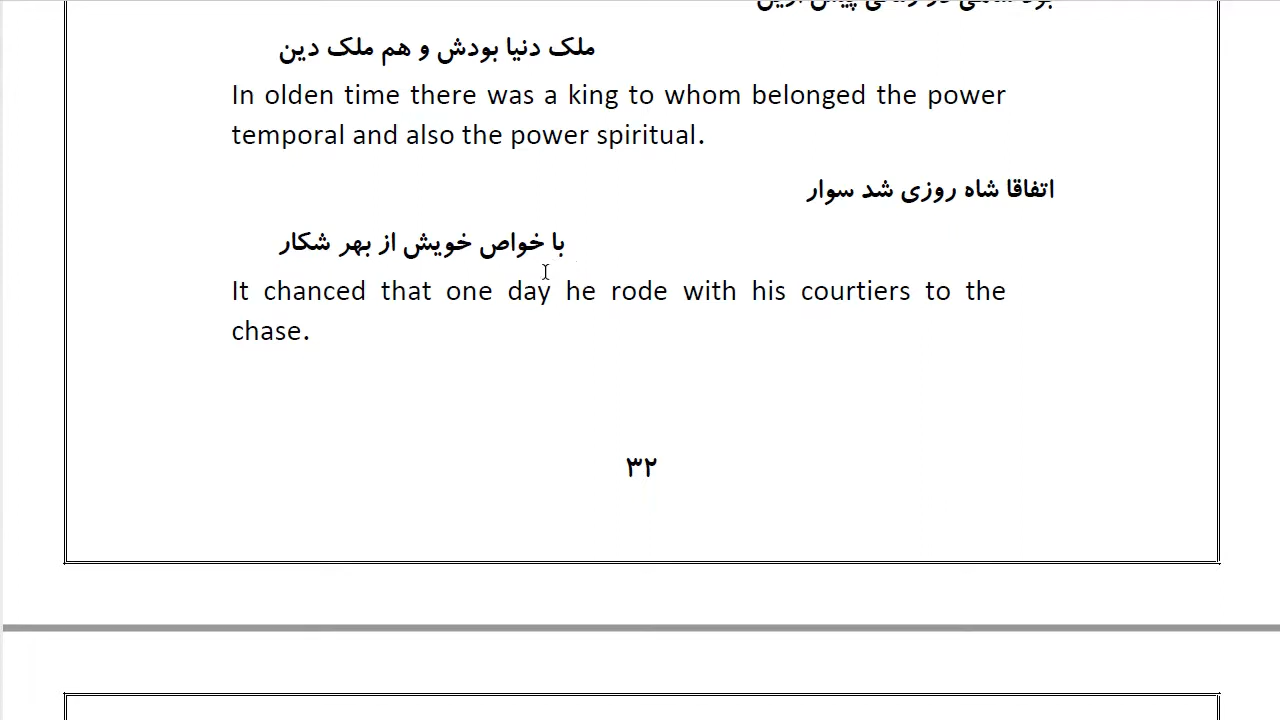 ملک دنیا بودش و هم ملک دین
In olden time there was a king to whom belonged the power
temporal and also the power spiritual.
اتفاقا شاه روزی شد سوار
با خواص خویش از بهر شکار
It chanced that one day he rode with his courtiers to the
chase.
۳۲